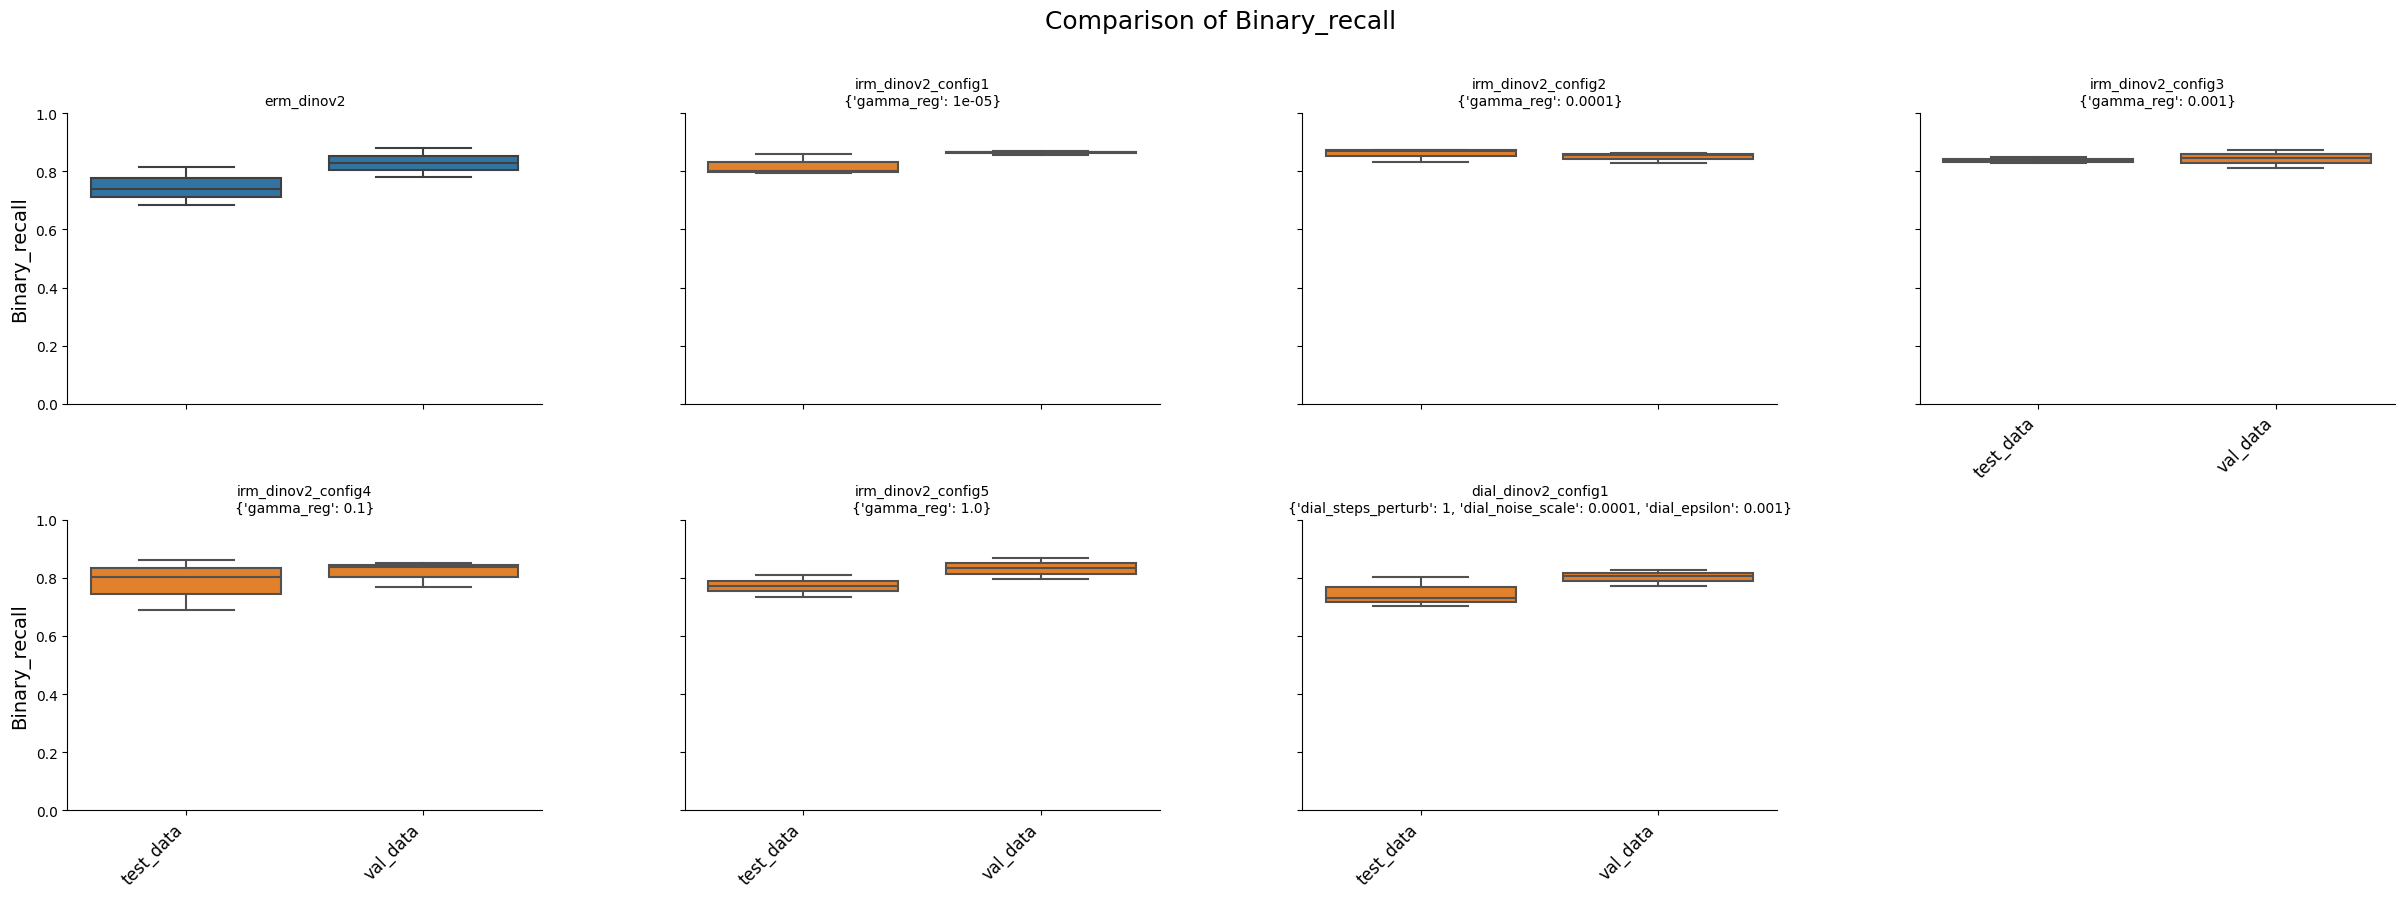 Comparison of Binary_recall
erm_dinov2
irm_dinov2_config1
{'gamma_reg': 1e-05}
irm_dinov2_config2
{'gamma_reg': 0.0001}
irm_dinov2_config3
{'gamma_reg': 0.001}
Binary_recall
1.0
0.8
0.6
0.4
0.2
0.0
test_data
val_data
irm_dinov2_config4
{'gamma_reg': 0.1}
irm_dinov2_config5
{'gamma_reg': 1.0}
dial_dinov2_config1
{'dial_steps_perturb': 1, 'dial_noise_scale': 0.0001, 'dial_epsilon': 0.001}
Binary_recall
1.0
0.8
0.6
0.4
0.2
0.0
test_data
val_data
test_data
val_data
test_data
val_data